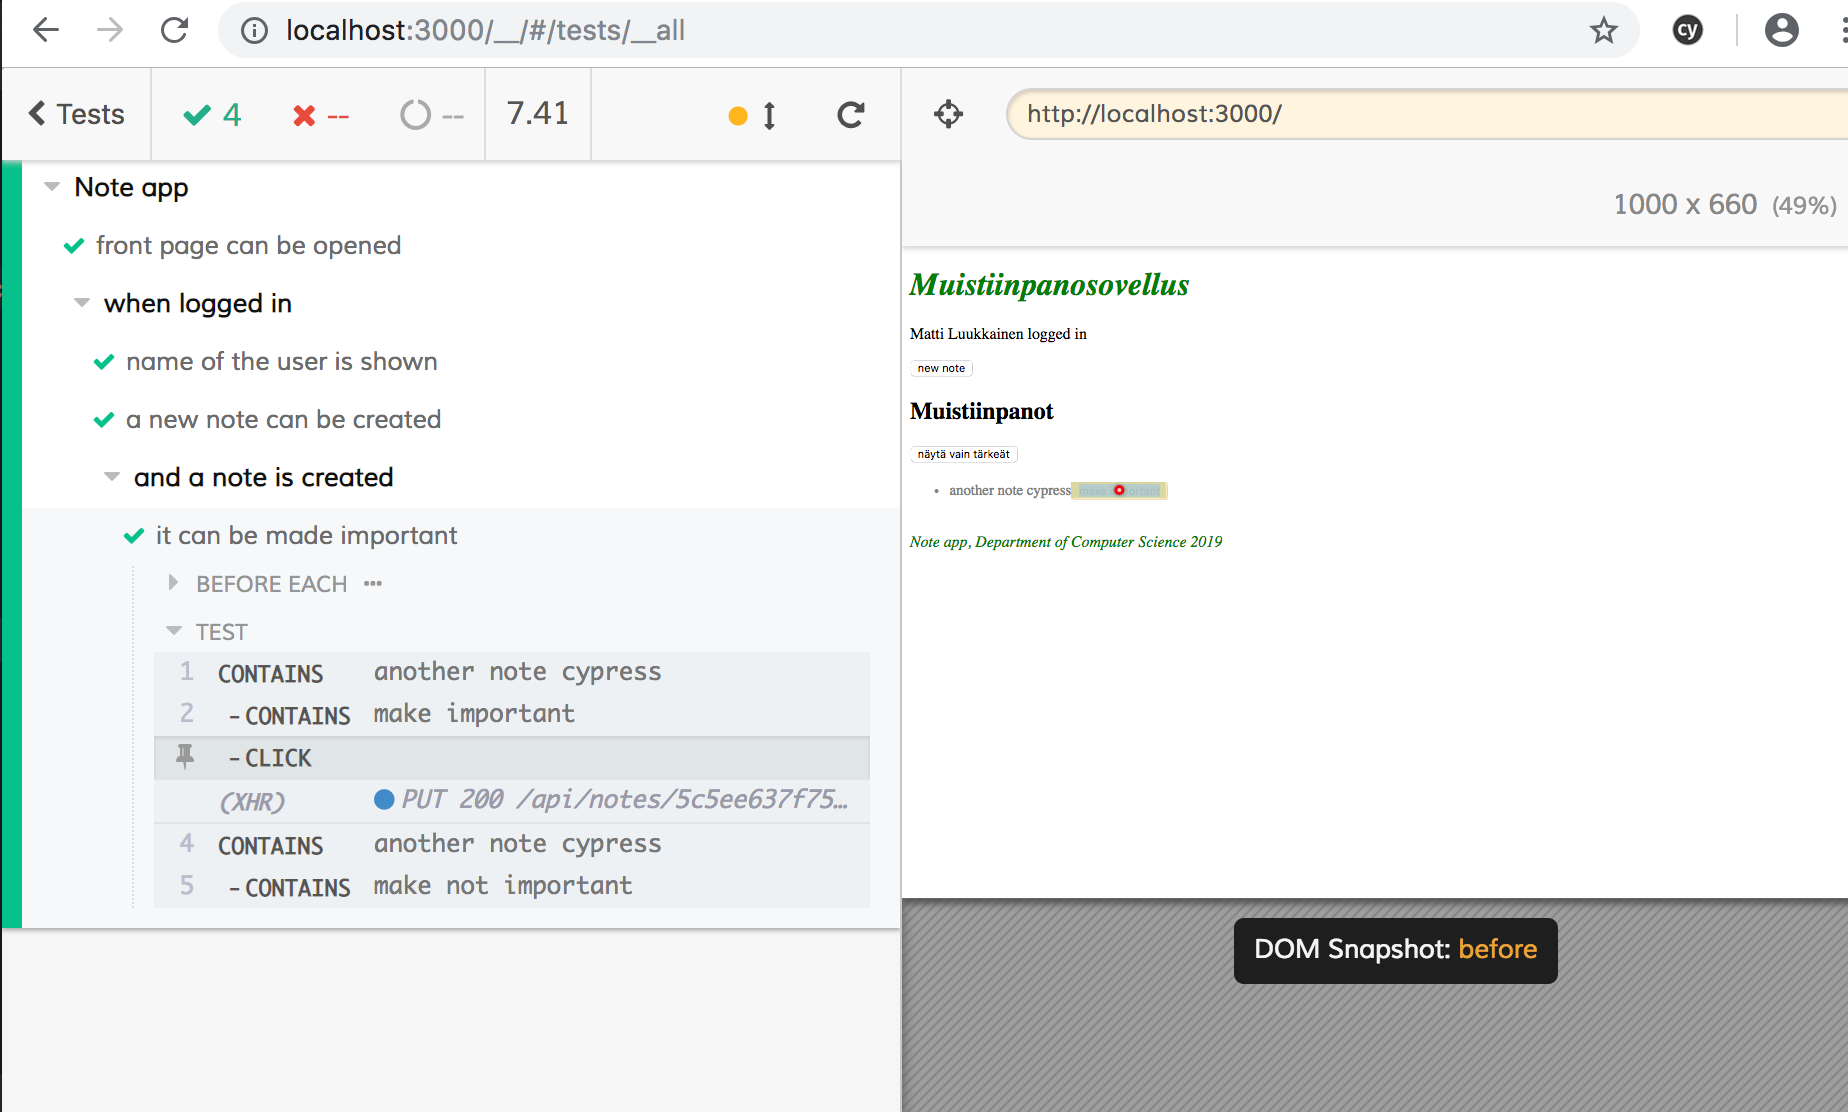 localhost:3000/__/#/tests/__all
cy
Tests
4
--
--
7.41
http://localhost:3000/
1000 x 660 (49%)
Note app
front page can be opened
when logged in
name of the user is shown
a new note can be created
and a note is created
it can be made important
BEFORE EACH
TEST
1 CONTAINS another note cypress
2 -CONTAINS make important
-CLICK
(XHR) PUT 200 /api/notes/5c5ee637f75…
4 CONTAINS another note cypress
5 -CONTAINS make not important
Muistiinpanosovellus
Matti Luukkainen logged in
new note
Muistiinpanot
näytä vain tärkeät
another note cypress make important
Note app, Department of Computer Science 2019
DOM Snapshot: before